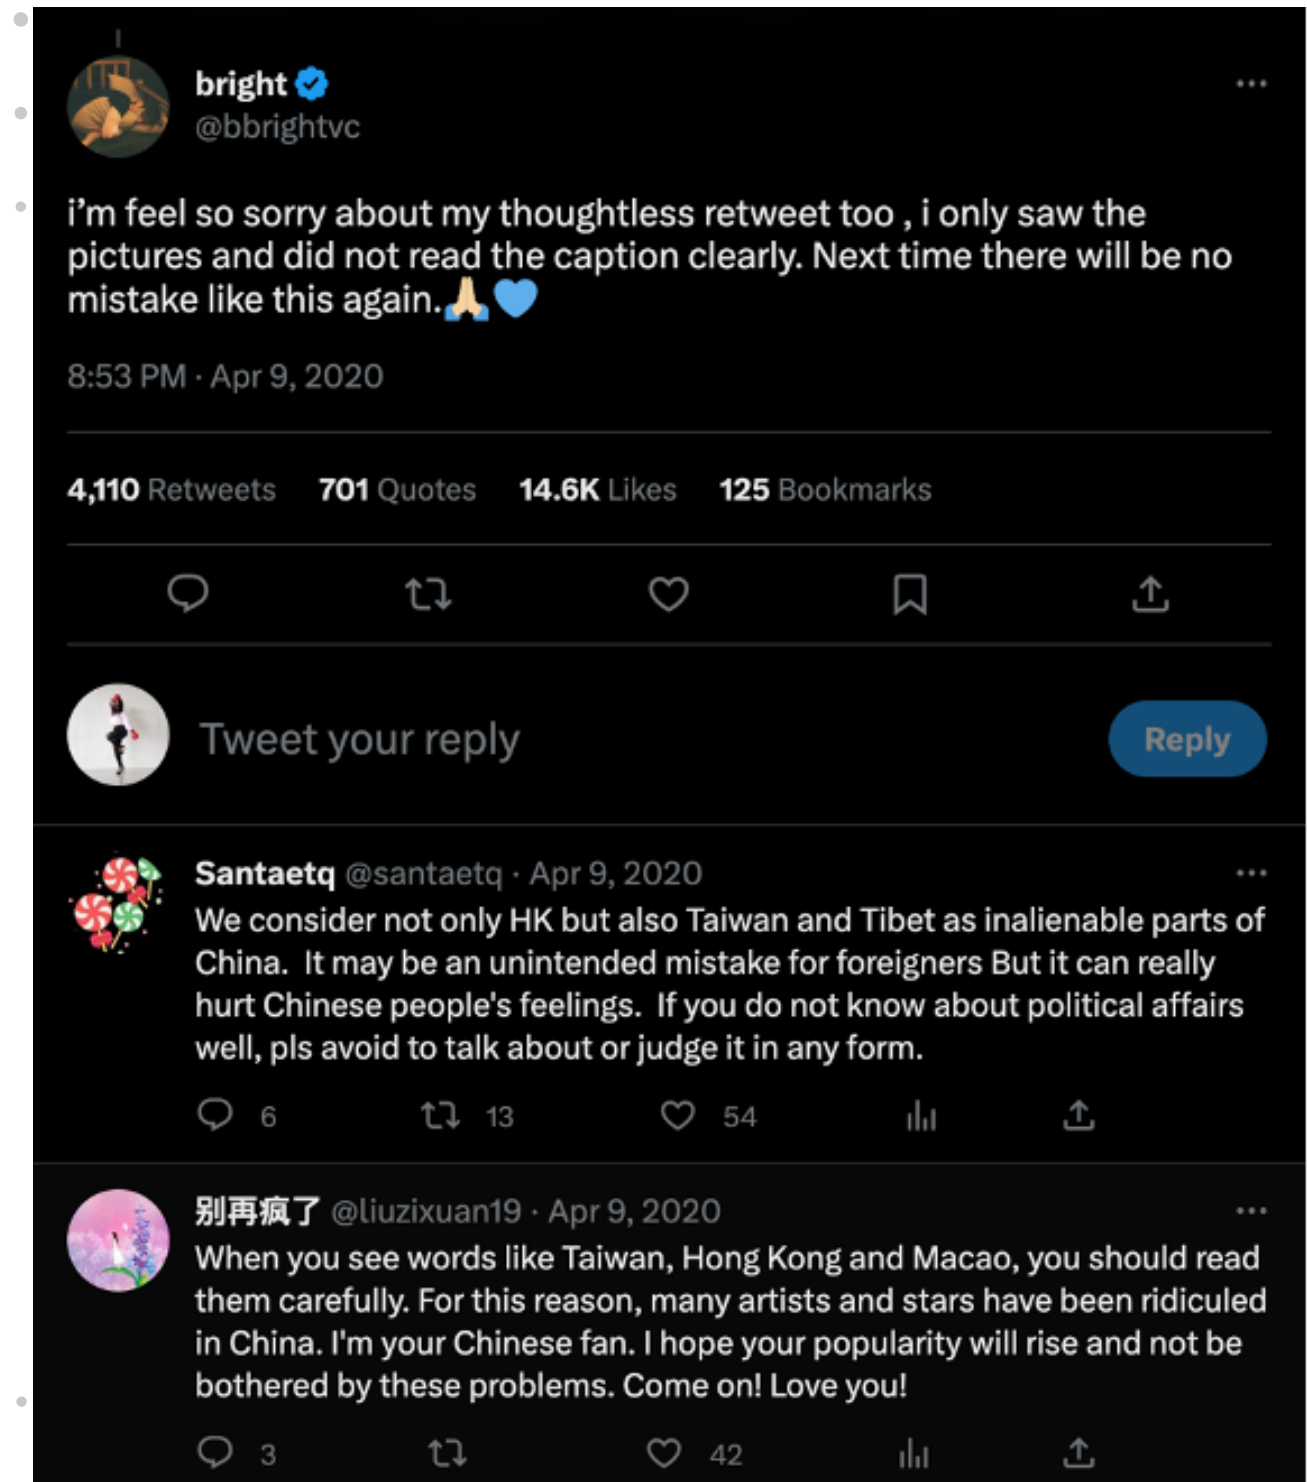 bright
@bbrightvc
i’m feel so sorry about my thoughtless retweet too , i only saw the
pictures and did not read the caption clearly. Next time there will be no
mistake like this again.🙏🏻💙
8:53 PM · Apr 9, 2020
4,110 Retweets 701 Quotes 14.6K Likes 125 Bookmarks
Tweet your reply
Reply
Santaetq @santaetq · Apr 9, 2020
We consider not only HK but also Taiwan and Tibet as inalienable parts of
China.  It may be an unintended mistake for foreigners But it can really
hurt Chinese people's feelings.  If you do not know about political affairs
well, pls avoid to talk about or judge it in any form.
6 13 54
别再疯了 @liuzixuan19 · Apr 9, 2020
When you see words like Taiwan, Hong Kong and Macao, you should read
them carefully. For this reason, many artists and stars have been ridiculed
in China. I'm your Chinese fan. I hope your popularity will rise and not be
bothered by these problems. Come on! Love you!
3 42